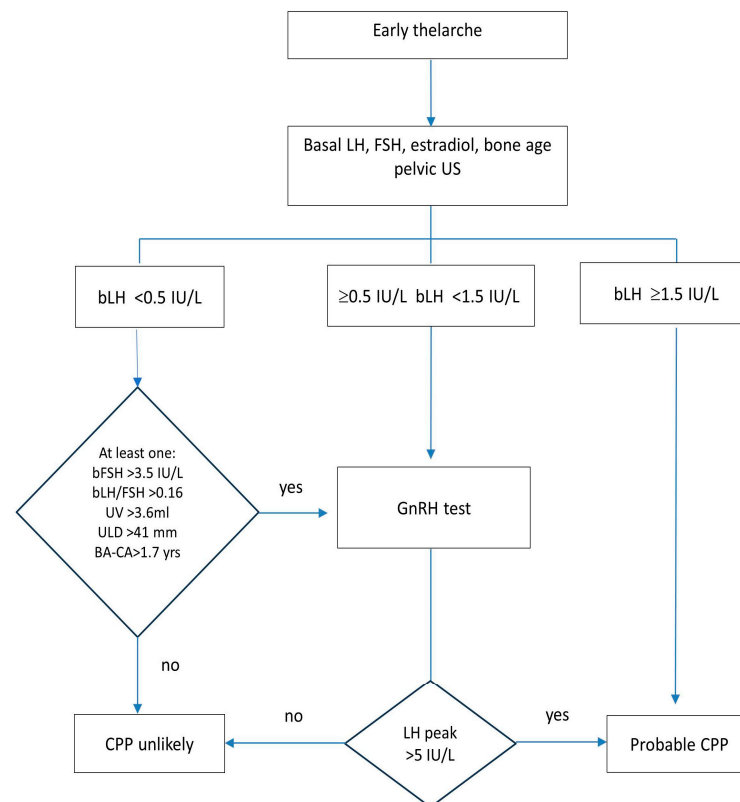 Early thelarche
Basal LH, FSH, estradiol, bone age
pelvic US
bLH <0.5 IU/L
≥0.5 IU/L bLH <1.5 IU/L
bLH ≥1.5 IU/L
At least one:
bFSH >3.5 IU/L
bLH/FSH >0.16
UV >3.6ml
ULD >41 mm
BA-CA>1.7 yrs
yes
GnRH test
no
no
LH peak
>5 IU/L
yes
CPP unlikely
Probable CPP